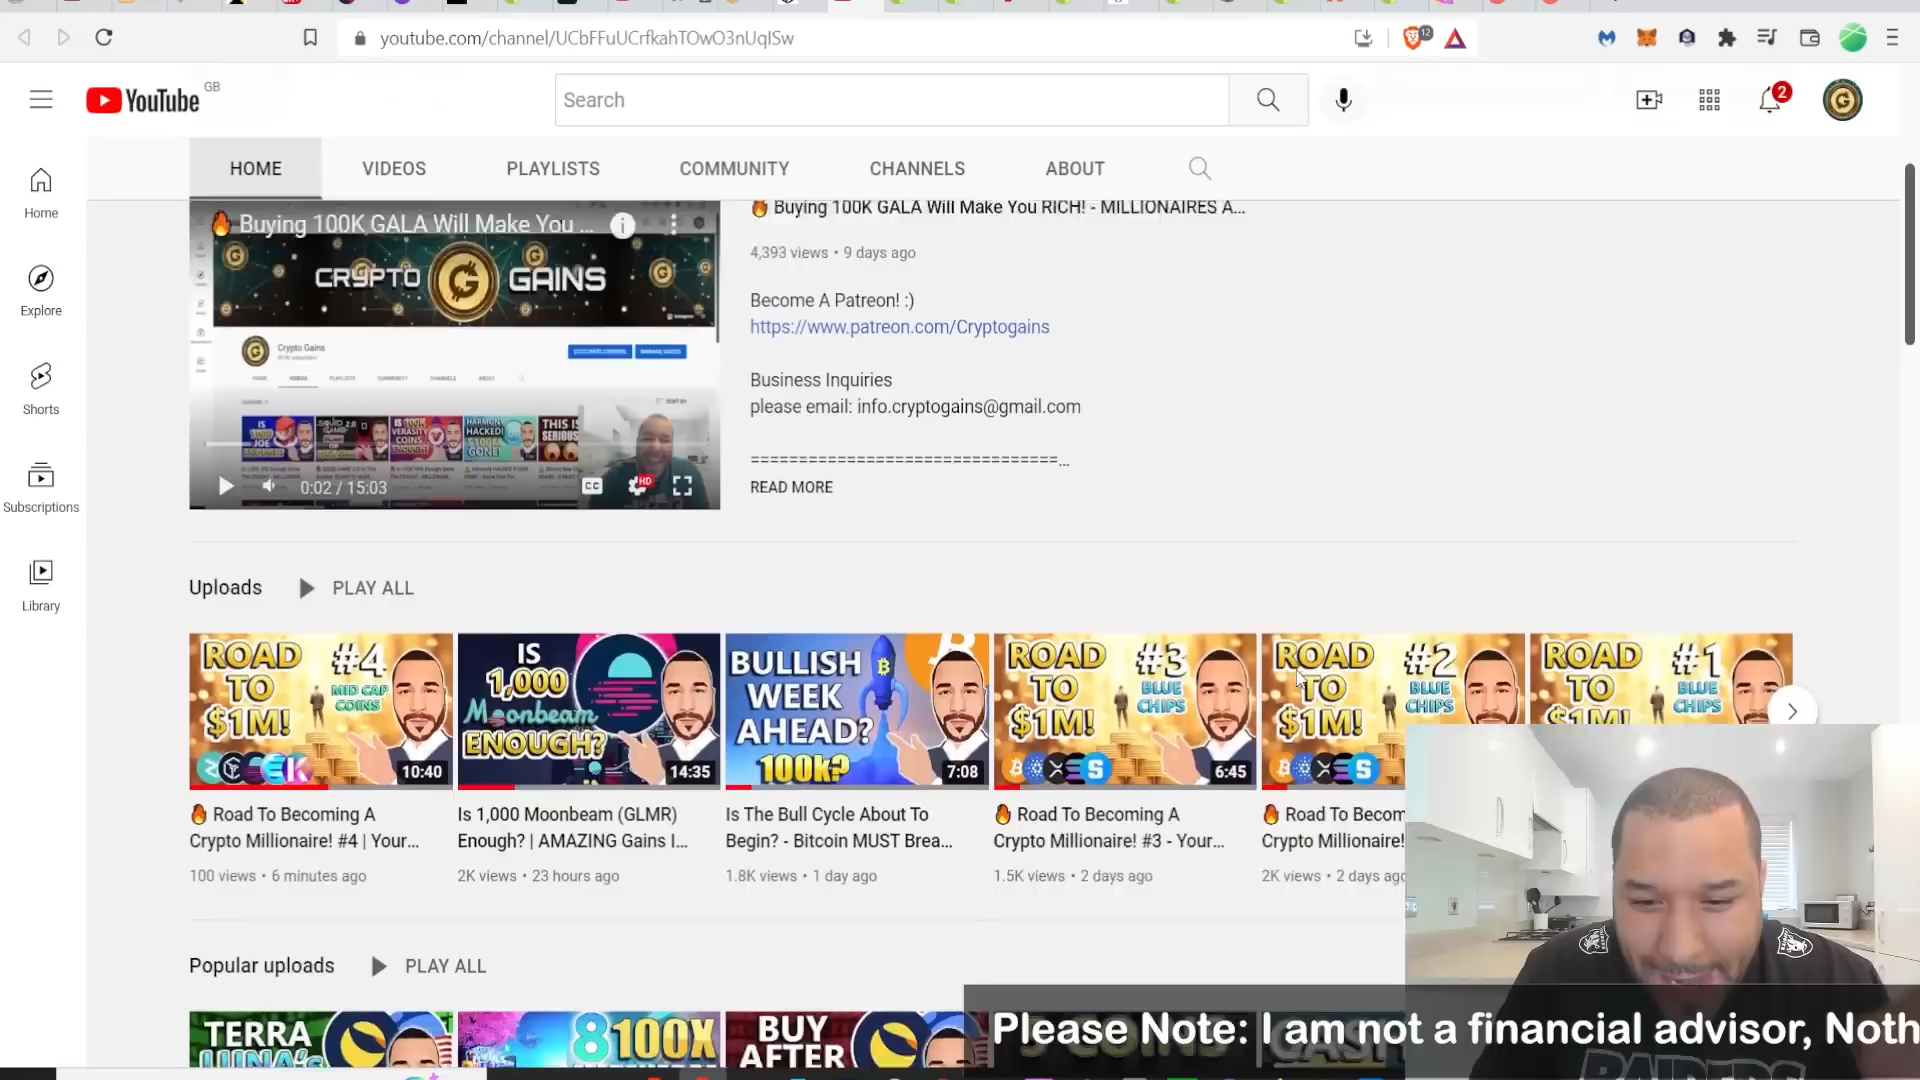 youtube.com/channel/UCbFFuUCrfkahTOwO3nUqISw
12
YouTube
GB
Search
2
HOME
VIDEOS
PLAYLISTS
COMMUNITY
CHANNELS
ABOUT
Home
Explore
Shorts
Subscriptions
Library
🔥 Buying 100K GALA Will Make You ...
CRYPTO G GAINS
Crypto Gains
0:02 / 15:03
CC
HD
🔥 Buying 100K GALA Will Make You RICH! - MILLIONAIRES A...
4,393 views • 9 days ago
Become A Patreon! :)
https://www.patreon.com/Cryptogains
Business Inquiries
please email: info.cryptogains@gmail.com
===============================...
READ MORE
Uploads
PLAY ALL
ROAD TO $1M!
#4
MID CAP COINS
10:40
🔥 Road To Becoming A
Crypto Millionaire! #4 | Your...
100 views • 6 minutes ago
IS
1,000
Moonbeam
ENOUGH?
14:35
Is 1,000 Moonbeam (GLMR)
Enough? | AMAZING Gains I...
2K views • 23 hours ago
BULLISH
WEEK
AHEAD?
100k?
7:08
Is The Bull Cycle About To
Begin? - Bitcoin MUST Brea...
1.8K views • 1 day ago
ROAD TO $1M!
#3
BLUE CHIPS
6:45
🔥 Road To Becoming A
Crypto Millionaire! #3 - Your...
1.5K views • 2 days ago
ROAD TO $1M!
#2
BLUE CHIPS
🔥 Road To Becom
Crypto Millionaire!
2K views • 2 days ago
ROAD TO $1M!
#1
BLUE CHIPS
Popular uploads
PLAY ALL
TERRA
LUNA's
8 100X
BUY
AFTER
Please Note: I am not a financial advisor, Noth
RAIDERS